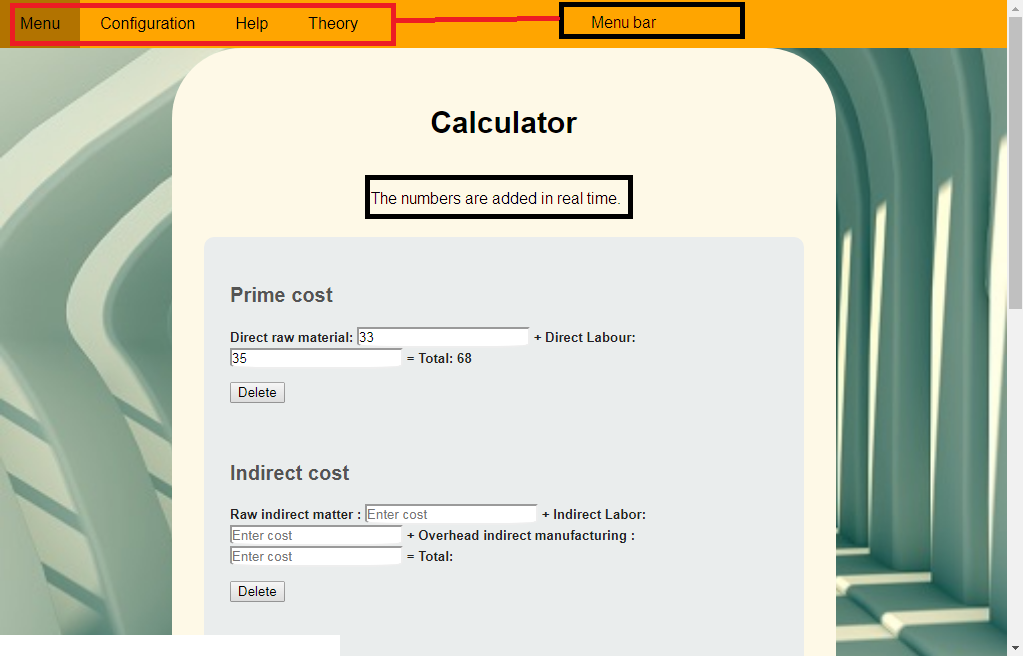 Menu Configuration Help Theory Menu bar
Calculator
The numbers are added in real time.
Prime cost
Direct raw material: 33 + Direct Labour:
35 = Total: 68
Delete
Indirect cost
Raw indirect matter : Enter cost + Indirect Labor:
Enter cost + Overhead indirect manufacturing :
Enter cost = Total:
Delete